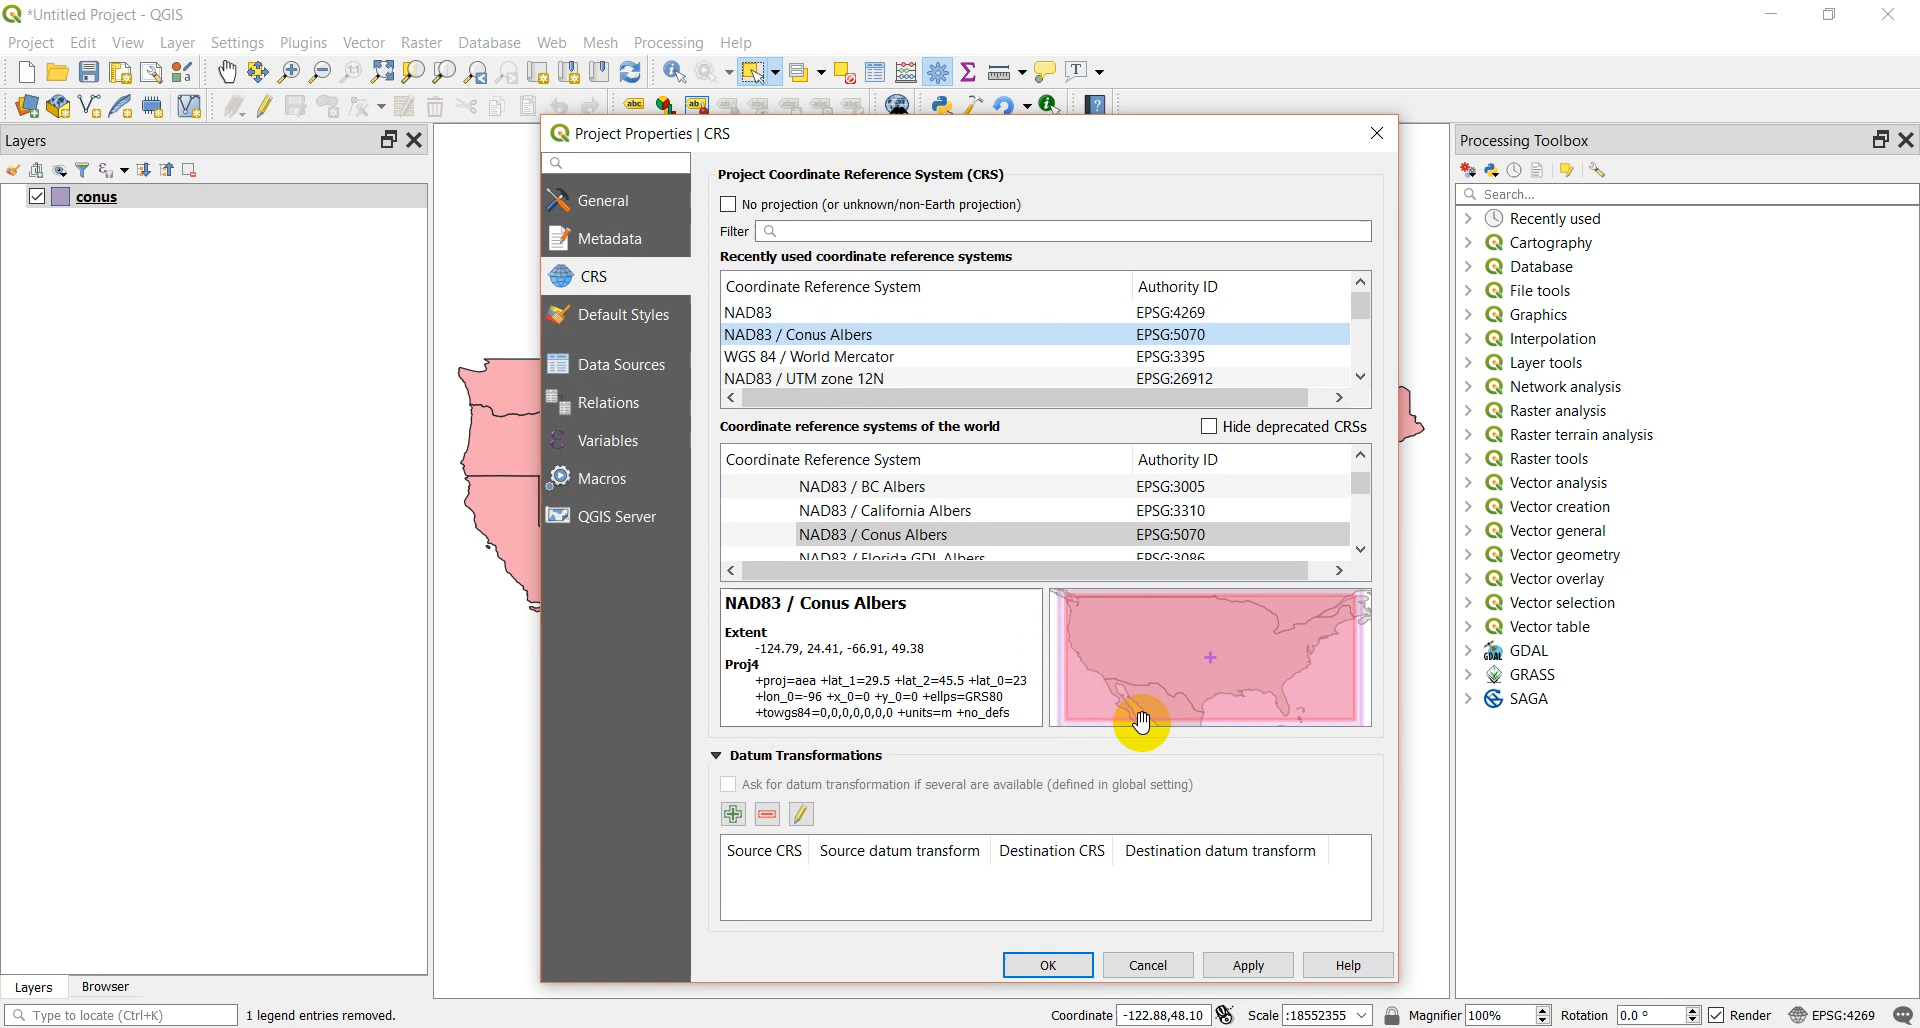 *Untitled Project - QGIS
Project Edit View Layer Settings Plugins Vector Raster Database Web Mesh Processing Help
Layers
conus
Layers Browser
Type to locate (Ctrl+K)
1 legend entries removed.
Project Properties | CRS
General
Metadata
CRS
Default Styles
Data Sources
Relations
Variables
Macros
QGIS Server
Project Coordinate Reference System (CRS)
No projection (or unknown/non-Earth projection)
Filter
Recently used coordinate reference systems
Coordinate Reference System Authority ID
NAD83 EPSG:4269
NAD83 / Conus Albers EPSG:5070
WGS 84 / World Mercator EPSG:3395
NAD83 / UTM zone 12N EPSG:26912
Coordinate reference systems of the world
Hide deprecated CRSs
Coordinate Reference System Authority ID
NAD83 / BC Albers EPSG:3005
NAD83 / California Albers EPSG:3310
NAD83 / Conus Albers EPSG:5070
NAD83 / Florida GDL Albers EPSG:3086
NAD83 / Conus Albers
Extent
-124.79, 24.41, -66.91, 49.38
Proj4
+proj=aea +lat_1=29.5 +lat_2=45.5 +lat_0=23
+lon_0=-96 +x_0=0 +y_0=0 +ellps=GRS80
+towgs84=0,0,0,0,0,0,0 +units=m +no_defs
Datum Transformations
Ask for datum transformation if several are available (defined in global setting)
Source CRS Source datum transform Destination CRS Destination datum transform
OK Cancel Apply Help
Processing Toolbox
Search...
Recently used
Cartography
Database
File tools
Graphics
Interpolation
Layer tools
Network analysis
Raster analysis
Raster terrain analysis
Raster tools
Vector analysis
Vector creation
Vector general
Vector geometry
Vector overlay
Vector selection
Vector table
GDAL
GRASS
SAGA
Coordinate -122.88,48.10 Scale :18552355 Magnifier 100% Rotation 0.0 ° Render EPSG:4269